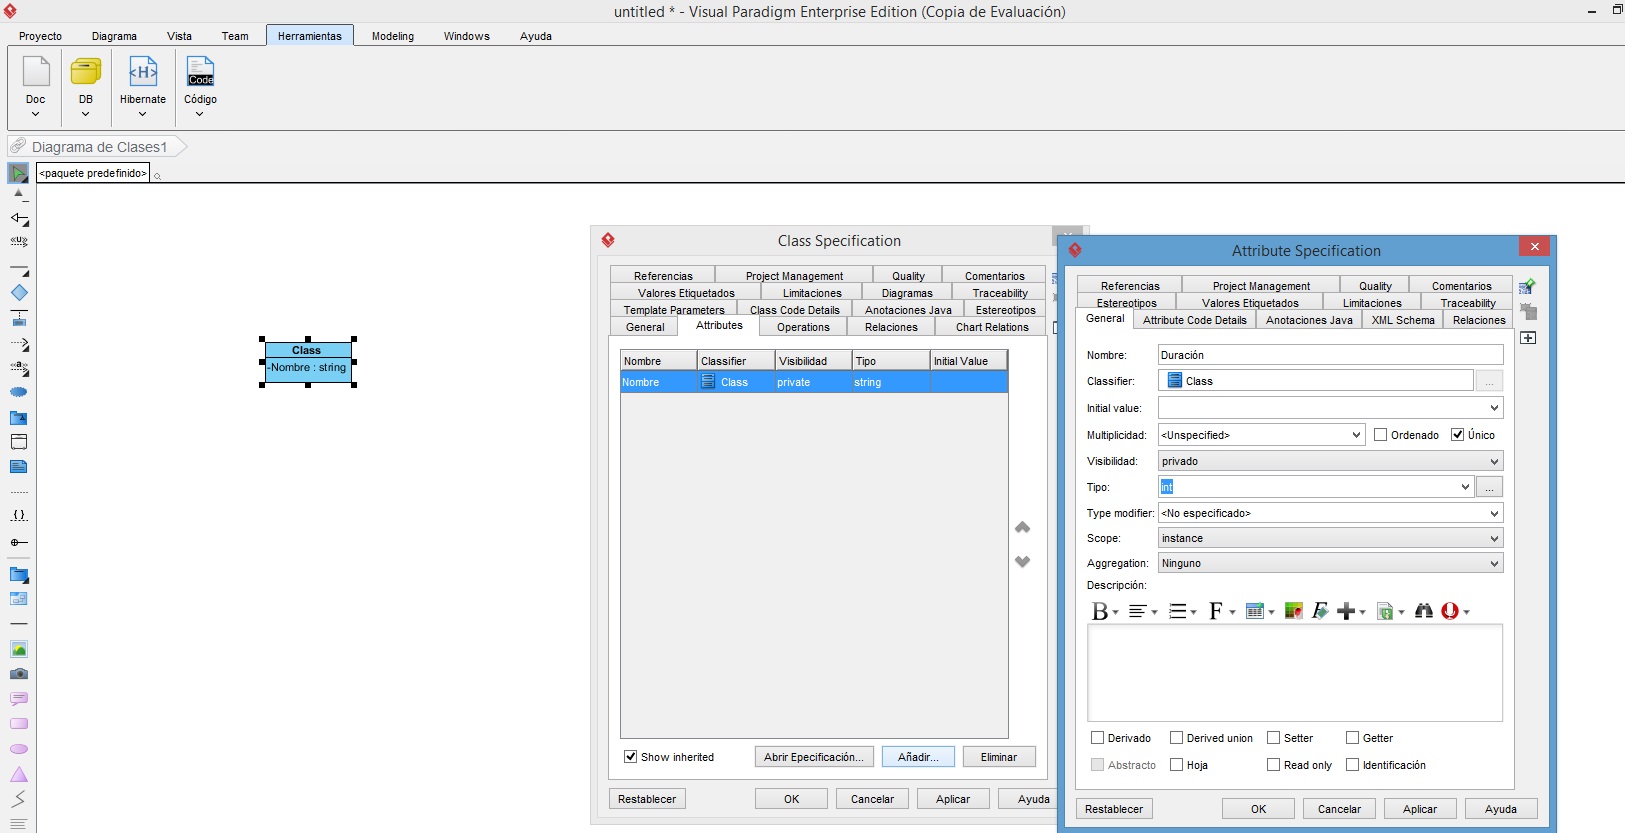 untitled * - Visual Paradigm Enterprise Edition (Copia de Evaluación)
Proyecto Diagrama Vista Team Herramientas Modeling Windows Ayuda
Doc DB Hibernate Código
<H> Code
Diagrama de Clases1
<paquete predefinido>
Class
-Nombre : string
Class Specification
Referencias Project Management Quality Comentarios
Valores Etiquetados Limitaciones Diagramas Traceability
Template Parameters Class Code Details Anotaciones Java Estereotipos
General Attributes Operations Relaciones Chart Relations
Nombre Classifier Visibilidad Tipo Initial Value
Nombre Class private string
Show inherited Abrir Epecificación... Añadir... Eliminar
Restablecer OK Cancelar Aplicar Ayuda
Attribute Specification
Referencias Project Management Quality Comentarios
Estereotipos Valores Etiquetados Limitaciones Traceability
General Attribute Code Details Anotaciones Java XML Schema Relaciones
Nombre: Duración
Classifier: Class ...
Initial value:
Multiplicidad: <Unspecified> Ordenado Único
Visibilidad: privado
Tipo: int ...
Type modifier: <No especificado>
Scope: instance
Aggregation: Ninguno
Descripción:
B F F
Derivado Derived union Setter Getter
Abstracto Hoja Read only Identificación
Restablecer OK Cancelar Aplicar Ayuda